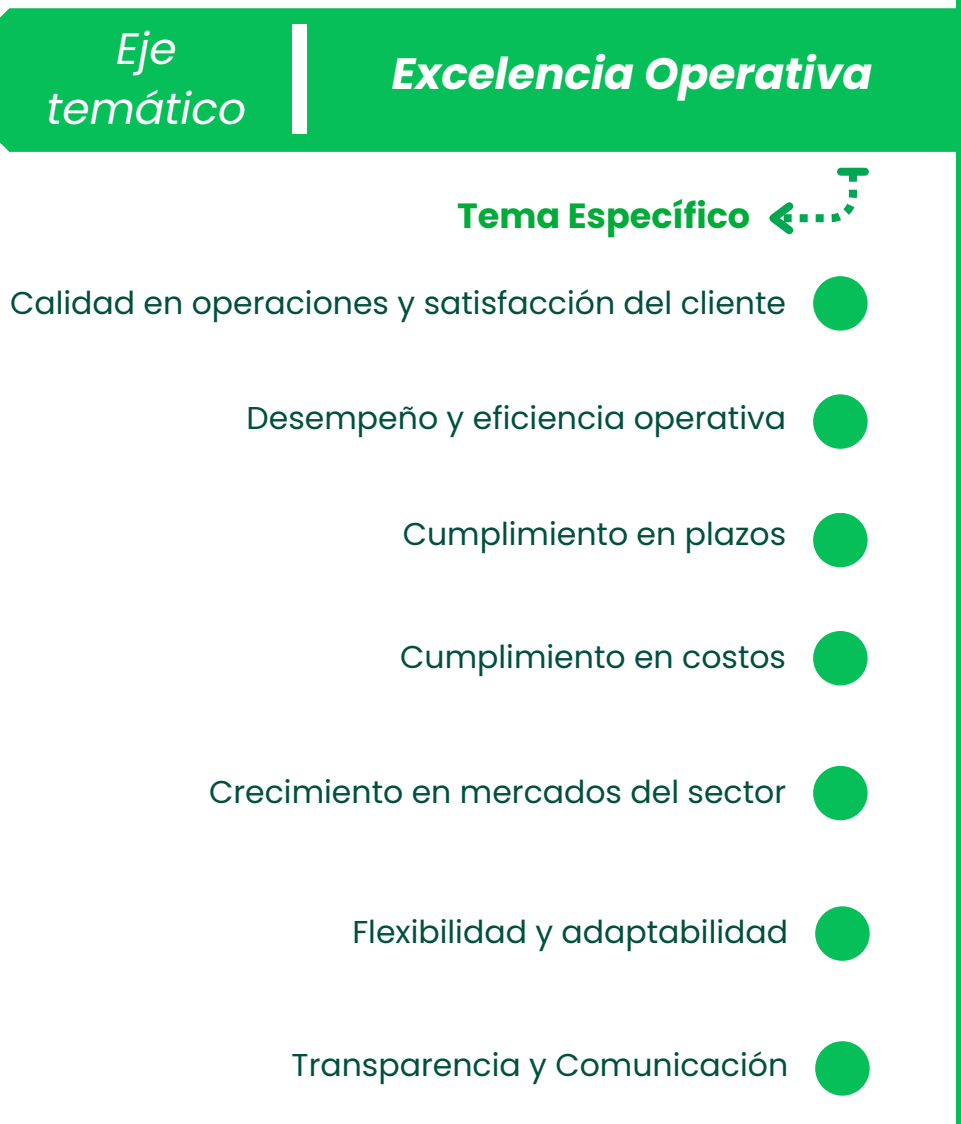 Eje
temático
Excelencia Operativa
Tema Específico
Calidad en operaciones y satisfacción del cliente
Desempeño y eficiencia operativa
Cumplimiento en plazos
Cumplimiento en costos
Crecimiento en mercados del sector
Flexibilidad y adaptabilidad
Transparencia y Comunicación